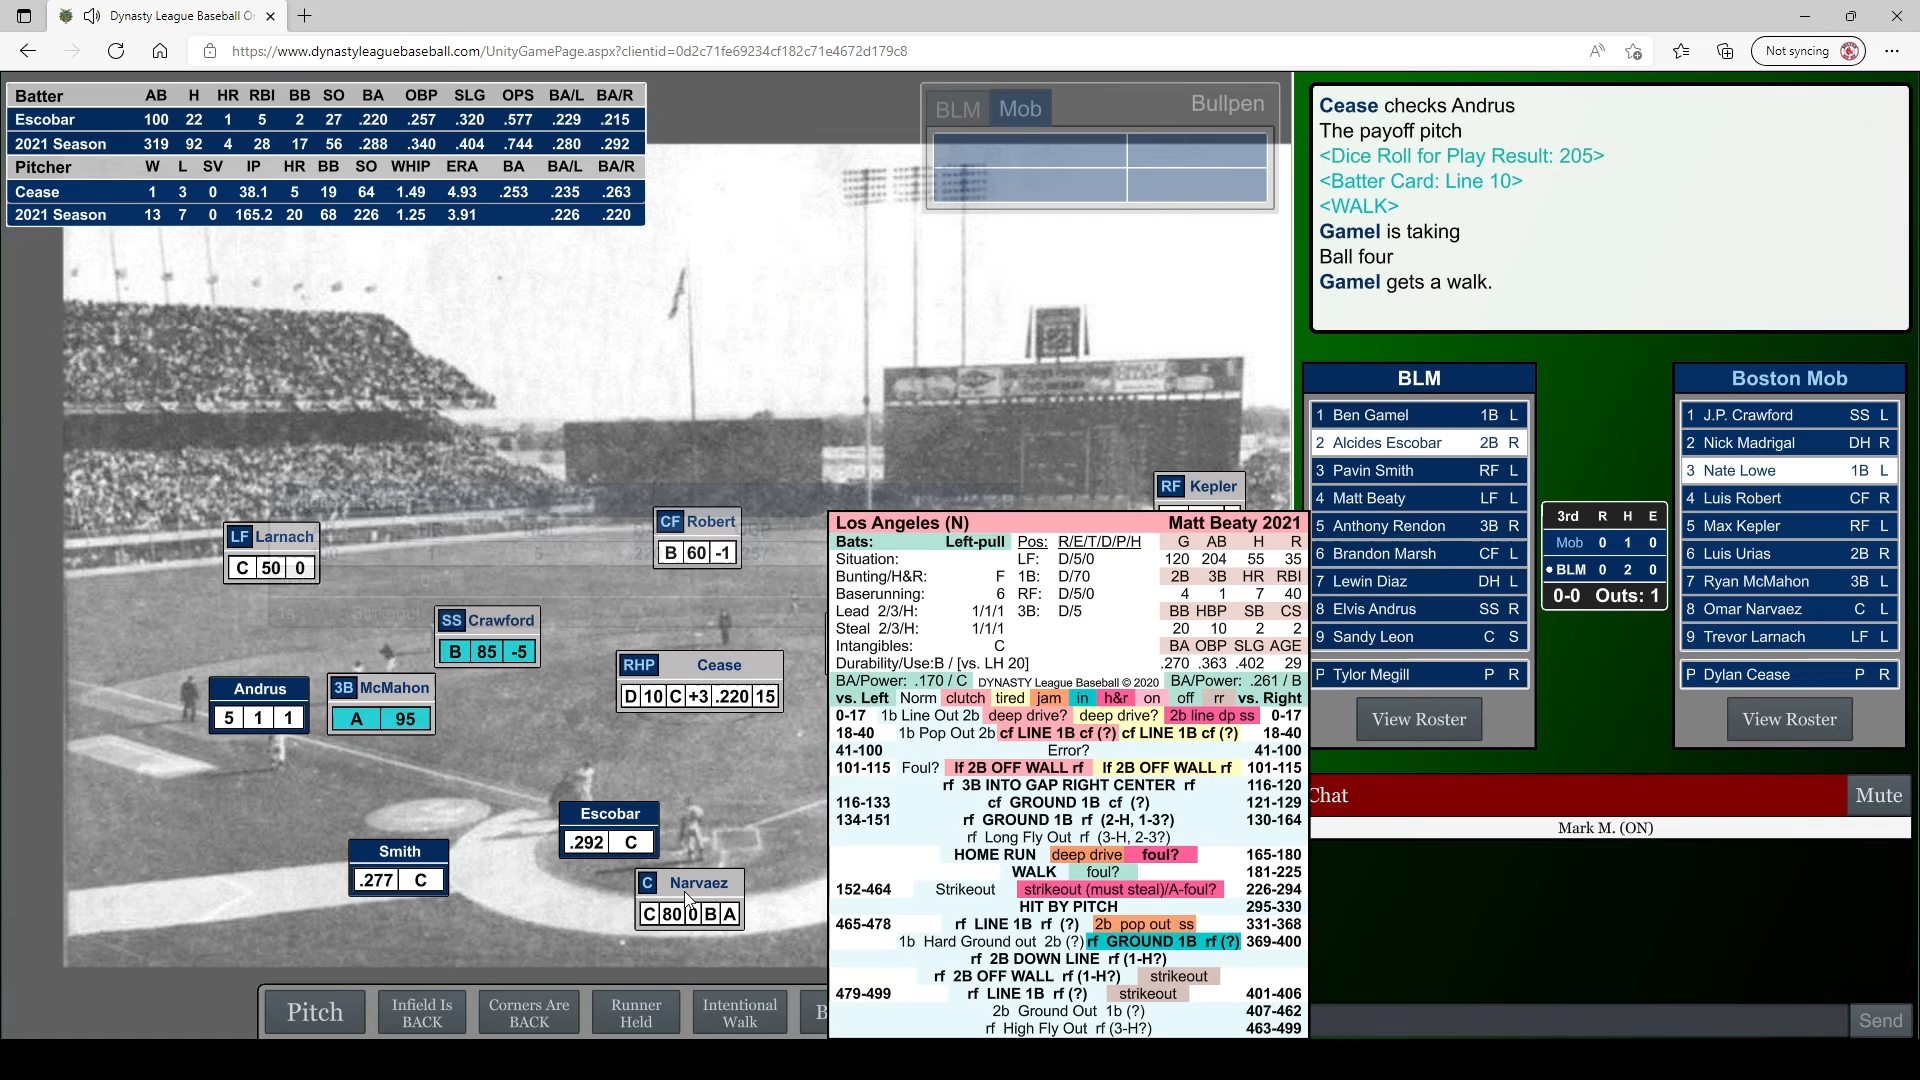 Dynasty League Baseball O
https://www.dynastyleaguebaseball.com/UnityGamePage.aspx?clientid=0d2c71fe69234cf182c71e4672d179c8
Not syncing
Batter AB H HR RBI BB SO BA OBP SLG OPS BA/L BA/R
Escobar 100 22 1 5 2 27 .220 .257 .320 .577 .229 .215
2021 Season 319 92 4 28 17 56 .288 .340 .404 .744 .280 .292
Pitcher W L SV IP HR BB SO WHIP ERA BA BA/L BA/R
Cease 1 3 0 38.1 5 19 64 1.49 4.93 .253 .235 .263
2021 Season 13 7 0 165.2 20 68 226 1.25 3.91 .226 .220
BLM Mob Bullpen
Cease checks Andrus
The payoff pitch
<Dice Roll for Play Result: 205>
<Batter Card: Line 10>
<WALK>
Gamel is taking
Ball four
Gamel gets a walk.
BLM
1 Ben Gamel 1B L
2 Alcides Escobar 2B R
3 Pavin Smith RF L
4 Matt Beaty LF L
5 Anthony Rendon 3B R
6 Brandon Marsh CF L
7 Lewin Diaz DH L
8 Elvis Andrus SS R
9 Sandy Leon C S
P Tylor Megill P R
View Roster
3rd R H E
Mob 0 1 0
BLM 0 2 0
0-0 Outs: 1
Boston Mob
1 J.P. Crawford SS L
2 Nick Madrigal DH R
3 Nate Lowe 1B L
4 Luis Robert CF R
5 Max Kepler RF L
6 Luis Urias 2B R
7 Ryan McMahon 3B L
8 Omar Narvaez C L
9 Trevor Larnach LF L
P Dylan Cease P R
View Roster
RF Kepler
CF Robert
B 60 -1
LF Larnach
C 50 0
SS Crawford
B 85 -5
RHP Cease
D 10 C +3 .220 15
Andrus
5 1 1
3B McMahon
A 95
Escobar
.292 C
Smith
.277 C
C Narvaez
C 80 0 B A
Los Angeles (N) Matt Beaty 2021
Bats: Left-pull Pos: R/E/T/D/P/H G AB H R
Situation: LF: D/5/0 120 204 55 35
Bunting/H&R: F 1B: D/70 2B 3B HR RBI
Baserunning: 6 RF: D/5/0 4 1 7 40
Lead 2/3/H: 1/1/1 3B: D/5 BB HBP SB CS
Steal 2/3/H: 1/1/1 20 10 2 2
Intangibles: C BA OBP SLG AGE
Durability/Use:B / [vs. LH 20] .270 .363 .402 29
BA/Power: .170 / C DYNASTY League Baseball © 2020 BA/Power: .261 / B
vs. Left Norm clutch tired jam in h&r on off rr vs. Right
0-17 1b Line Out 2b deep drive? deep drive? 2b line dp ss 0-17
18-40 1b Pop Out 2b cf LINE 1B cf (?) cf LINE 1B cf (?) 18-40
41-100 Error? 41-100
101-115 Foul? lf 2B OFF WALL rf lf 2B OFF WALL rf 101-115
rf 3B INTO GAP RIGHT CENTER rf 116-120
116-133 cf GROUND 1B cf (?) 121-129
134-151 rf GROUND 1B rf (2-H, 1-3?) 130-164
rf Long Fly Out rf (3-H, 2-3?)
HOME RUN deep drive foul? 165-180
WALK foul? 181-225
152-464 Strikeout strikeout (must steal)/A-foul? 226-294
HIT BY PITCH 295-330
465-478 rf LINE 1B rf (?) 2b pop out ss 331-368
1b Hard Ground out 2b (?) rf GROUND 1B rf (?) 369-400
rf 2B DOWN LINE rf (1-H?)
rf 2B OFF WALL rf (1-H?) strikeout
479-499 rf LINE 1B rf (?) strikeout 401-406
2b Ground Out 1b (?) 407-462
rf High Fly Out rf (3-H?) 463-499
Chat Mute
Mark M. (ON)
Send
Pitch
Infield Is BACK
Corners Are BACK
Runner Held
Intentional Walk
B